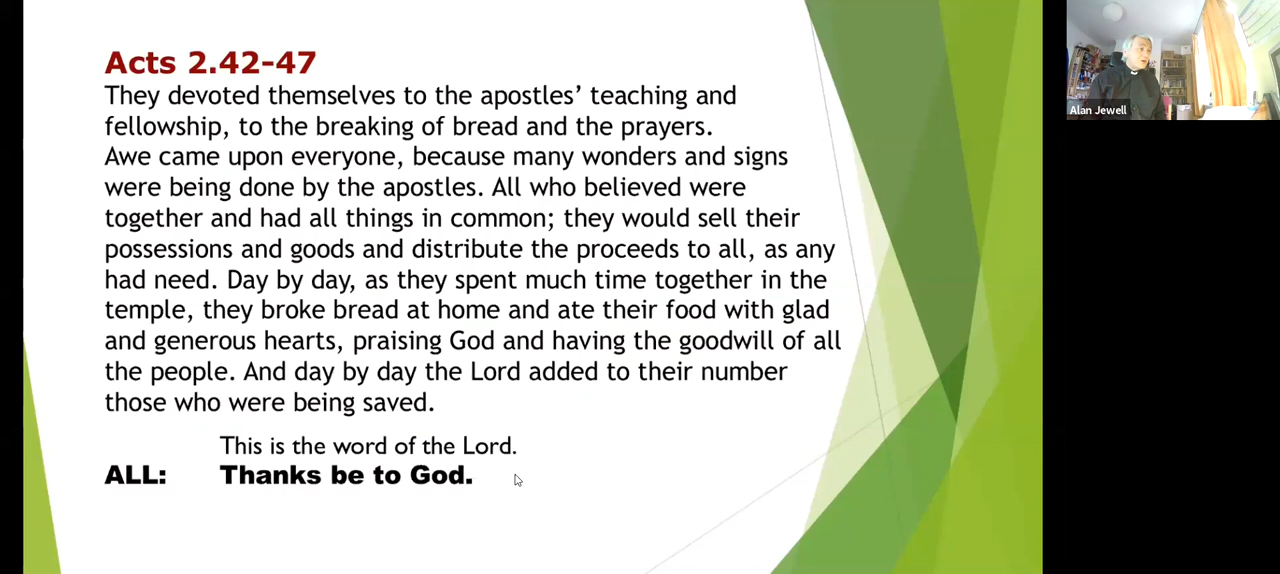 Acts 2.42-47
They devoted themselves to the apostles’ teaching and
fellowship, to the breaking of bread and the prayers.
Awe came upon everyone, because many wonders and signs
were being done by the apostles. All who believed were
together and had all things in common; they would sell their
possessions and goods and distribute the proceeds to all, as any
had need. Day by day, as they spent much time together in the
temple, they broke bread at home and ate their food with glad
and generous hearts, praising God and having the goodwill of all
the people. And day by day the Lord added to their number
those who were being saved.
This is the word of the Lord.
ALL: Thanks be to God.
Alan Jewell